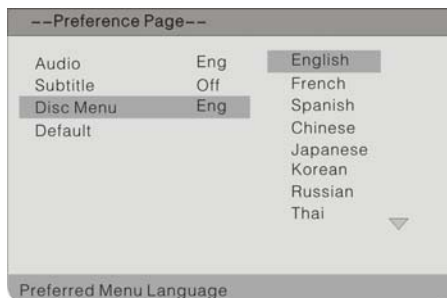 --Preference Page--
Audio Eng
Subtitle Off
Disc Menu Eng
Default
English
French
Spanish
Chinese
Japanese
Korean
Russian
Thai
Preferred Menu Language